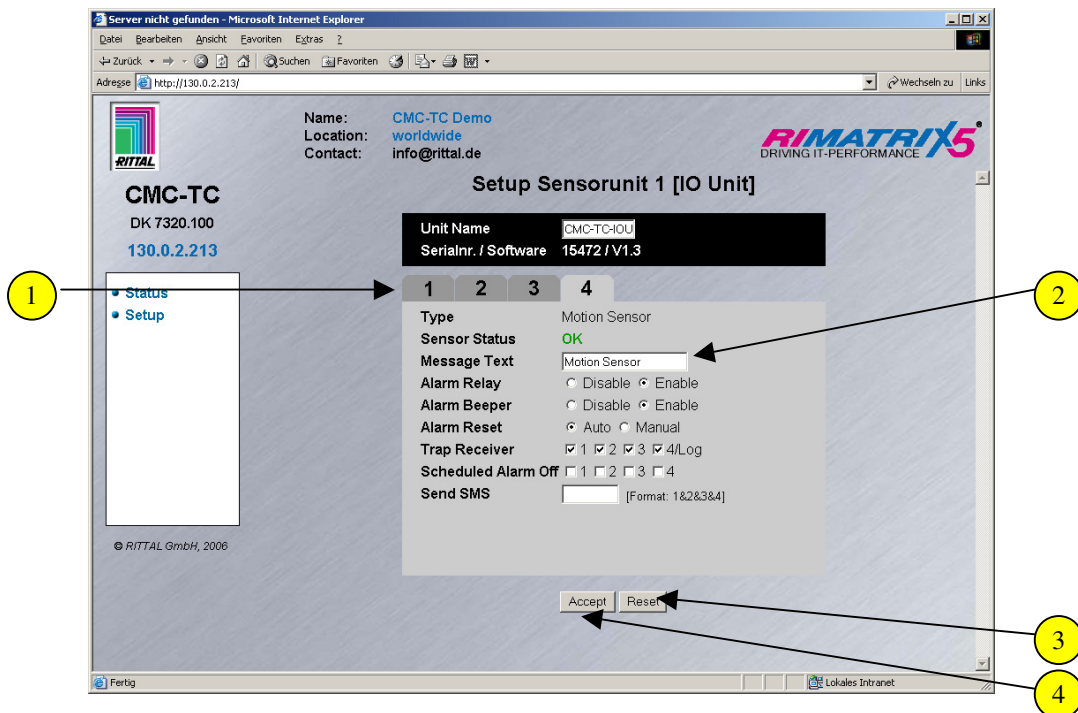 Server nicht gefunden - Microsoft Internet Explorer
Datei Bearbeiten Ansicht Favoriten Extras ?
Zurück Suchen Favoriten
Adresse http://130.0.2.213/ Wechseln zu Links
RITTAL
Name: CMC-TC Demo
Location: worldwide
Contact: info@rittal.de
RIMATRIX5
DRIVING IT-PERFORMANCE
CMC-TC
DK 7320.100
130.0.2.213
Status
Setup
© RITTAL GmbH, 2006
Setup Sensorunit 1 [IO Unit]
Unit Name CMC-TC-IOU
Serialnr. / Software 15472 / V1.3
1 2 3 4
Type Motion Sensor
Sensor Status OK
Message Text Motion Sensor
Alarm Relay Disable Enable
Alarm Beeper Disable Enable
Alarm Reset Auto Manual
Trap Receiver 1 2 3 4/Log
Scheduled Alarm Off 1 2 3 4
Send SMS [Format: 1&2&3&4]
Accept Reset
Fertig Lokales Intranet
1
2
3
4